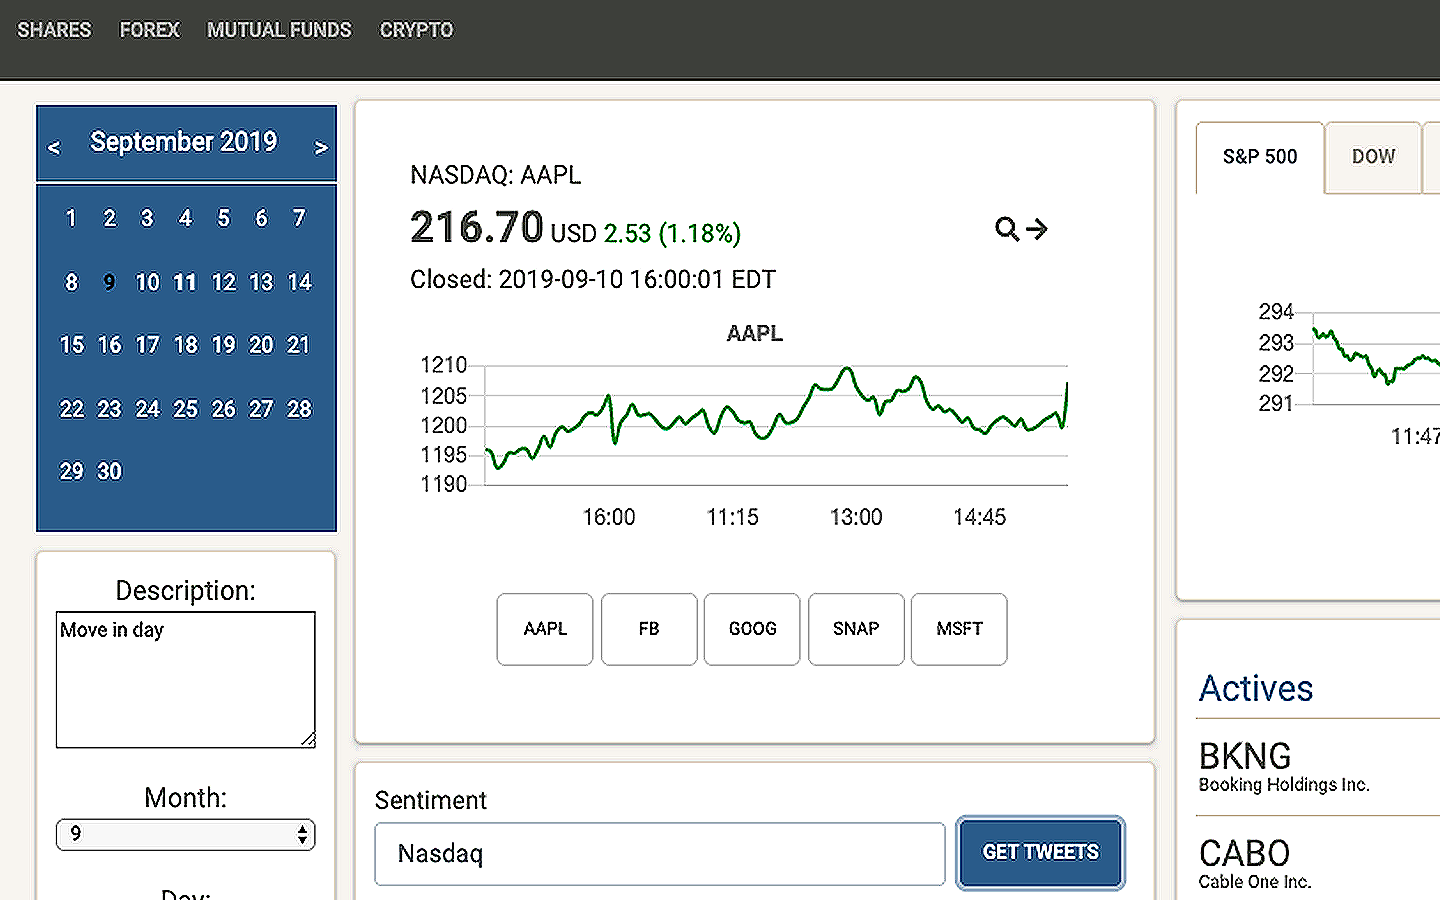 SHARES FOREX MUTUAL FUNDS CRYPTO
< September 2019 >
1 2 3 4 5 6 7
8 9 10 11 12 13 14
15 16 17 18 19 20 21
22 23 24 25 26 27 28
29 30
Description:
Move in day
Month:
9
Day:
NASDAQ: AAPL
216.70 USD 2.53 (1.18%)
Closed: 2019-09-10 16:00:01 EDT
AAPL
1210
1205
1200
1195
1190
16:00 11:15 13:00 14:45
AAPL FB GOOG SNAP MSFT
Sentiment
Nasdaq
GET TWEETS
S&P 500 DOW
294
293
292
291
11:47
Actives
BKNG
Booking Holdings Inc.
CABO
Cable One Inc.